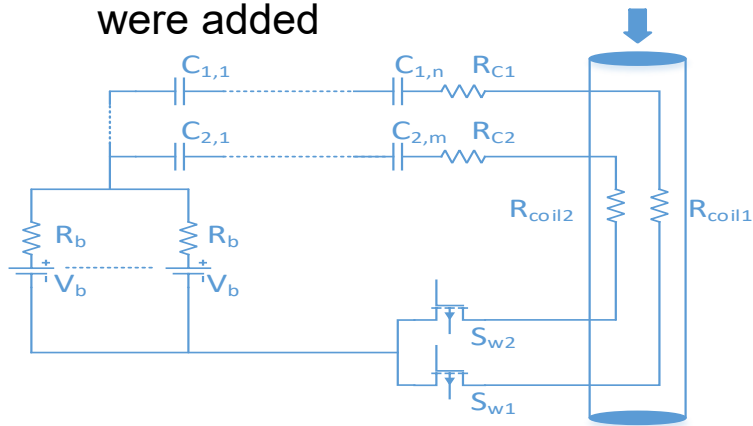 were added
C1,1 C1,n RC1
C2,1 C2,m RC2
Rcoil2 Rcoil1
Rb Rb
+ +
Vb Vb
Sw2
Sw1